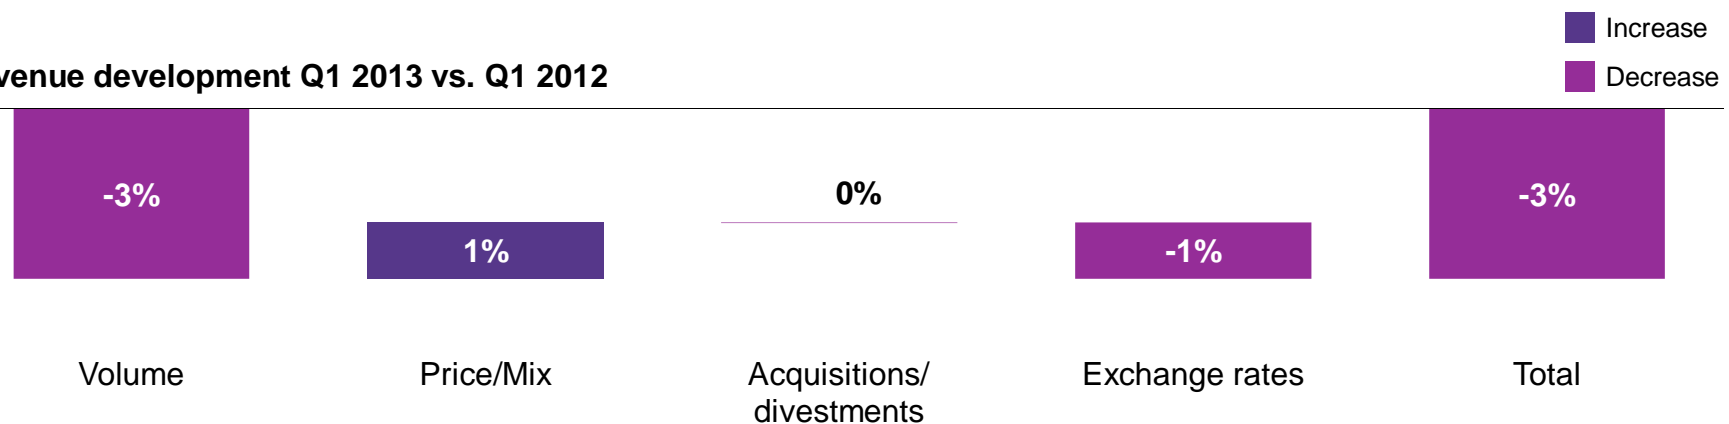 Increase
venue development Q1 2013 vs. Q1 2012
Decrease
-3%
1%
0%
-1%
-3%
Volume
Price/Mix
Acquisitions/
divestments
Exchange rates
Total